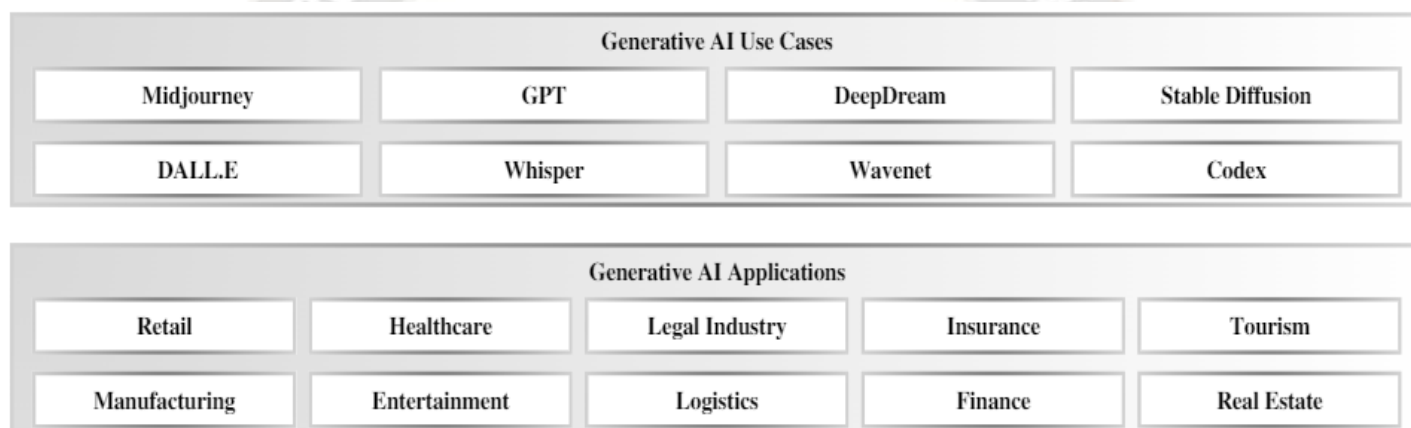 Generative AI Use Cases
Midjourney GPT DeepDream Stable Diffusion
DALL.E Whisper Wavenet Codex
Generative AI Applications
Retail Healthcare Legal Industry Insurance Tourism
Manufacturing Entertainment Logistics Finance Real Estate